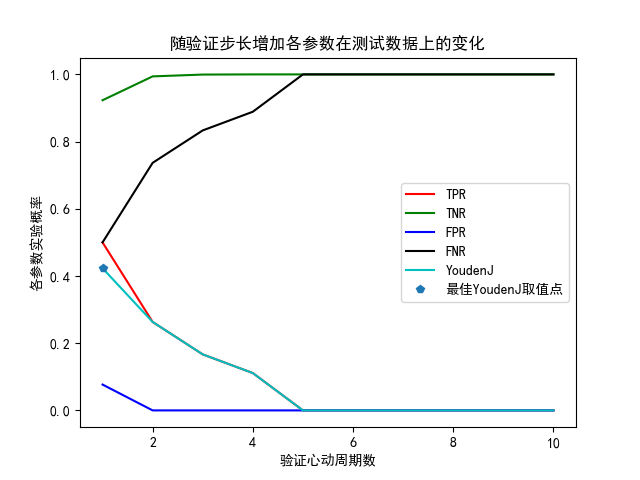 随验证步长增加各参数在测试数据上的变化
各参数实验概率
1.0
0.8
0.6
0.4
0.2
0.0
TPR
TNR
FPR
FNR
YoudenJ
最佳YoudenJ取值点
2
4
6
8
10
验证心动周期数